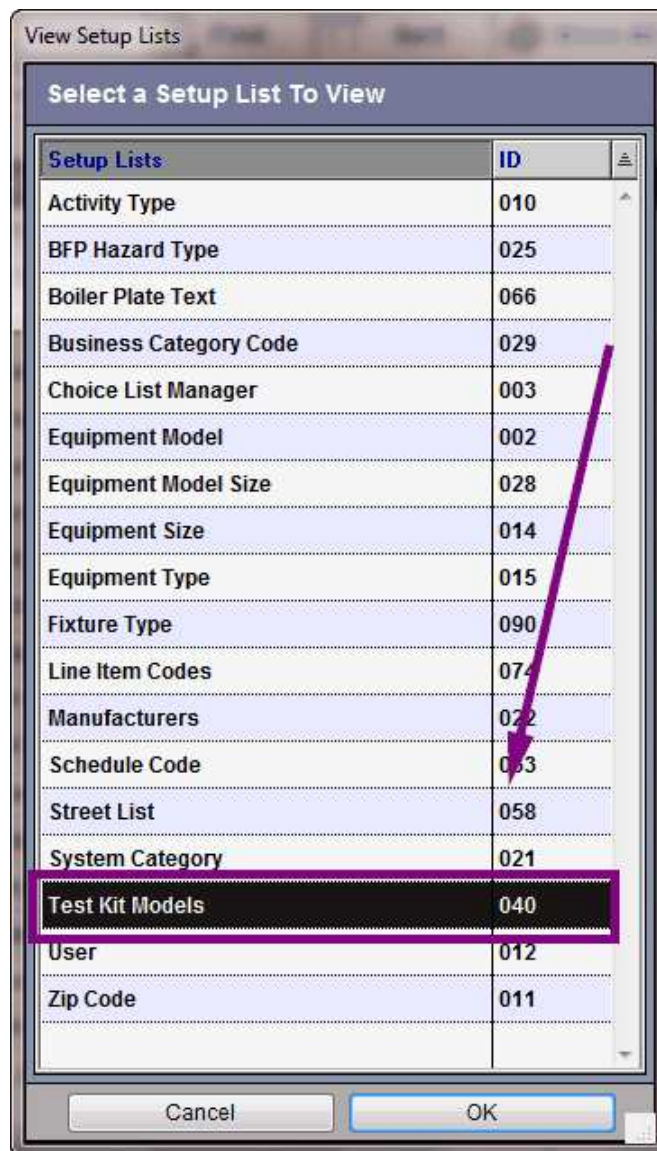 View Setup Lists
Select a Setup List To View
Setup Lists ID
Activity Type 010
BFP Hazard Type 025
Boiler Plate Text 066
Business Category Code 029
Choice List Manager 003
Equipment Model 002
Equipment Model Size 028
Equipment Size 014
Equipment Type 015
Fixture Type 090
Line Item Codes 074
Manufacturers 022
Schedule Code
Street List 058
System Category 021
Test Kit Models 040
User 012
Zip Code 011
Cancel OK